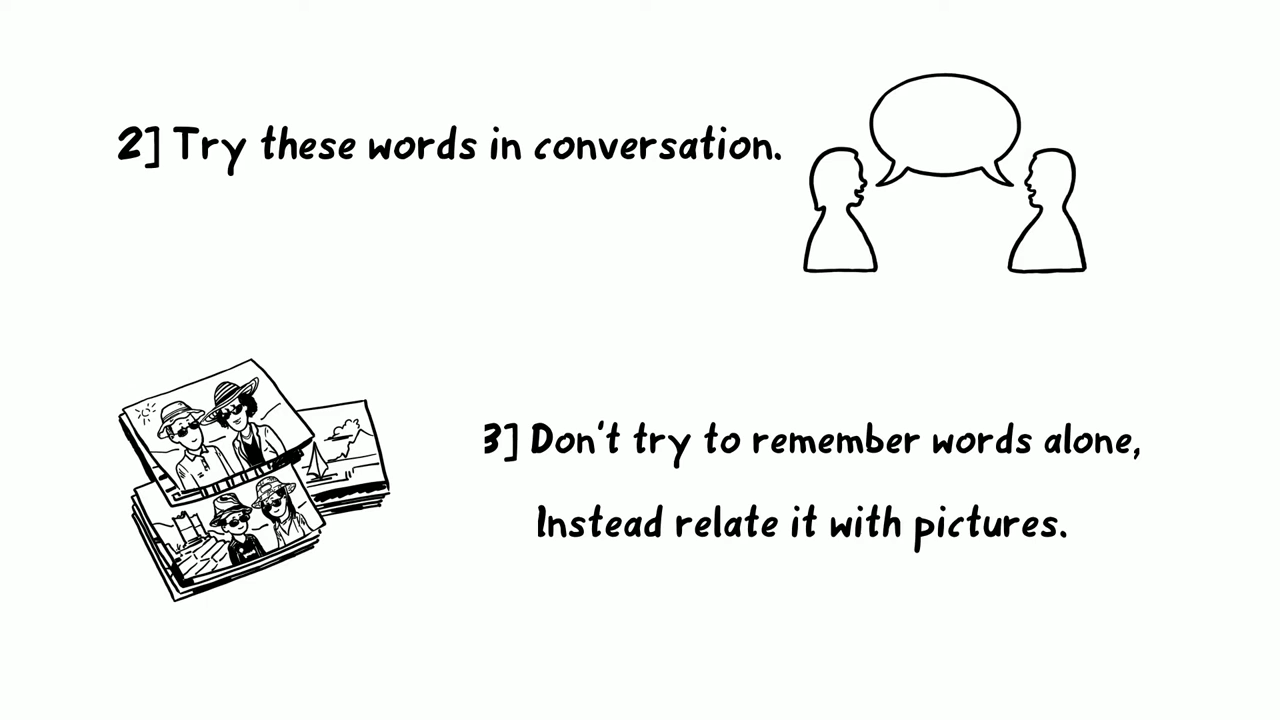 2] Try these words in conversation.
3] Don't try to remember words alone,
Instead relate it with pictures.